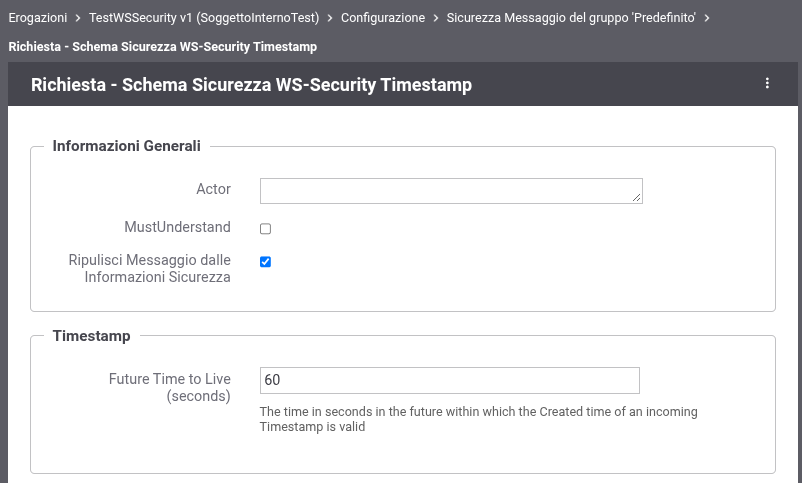 Erogazioni > TestWSSecurity v1 (SoggettoInternoTest) > Configurazione > Sicurezza Messaggio del gruppo 'Predefinito' >
Richiesta - Schema Sicurezza WS-Security Timestamp
Richiesta - Schema Sicurezza WS-Security Timestamp
Informazioni Generali
Actor
MustUnderstand
Ripulisci Messaggio dalle
Informazioni Sicurezza
Timestamp
Future Time to Live
(seconds)
60
The time in seconds in the future within which the Created time of an incoming
Timestamp is valid